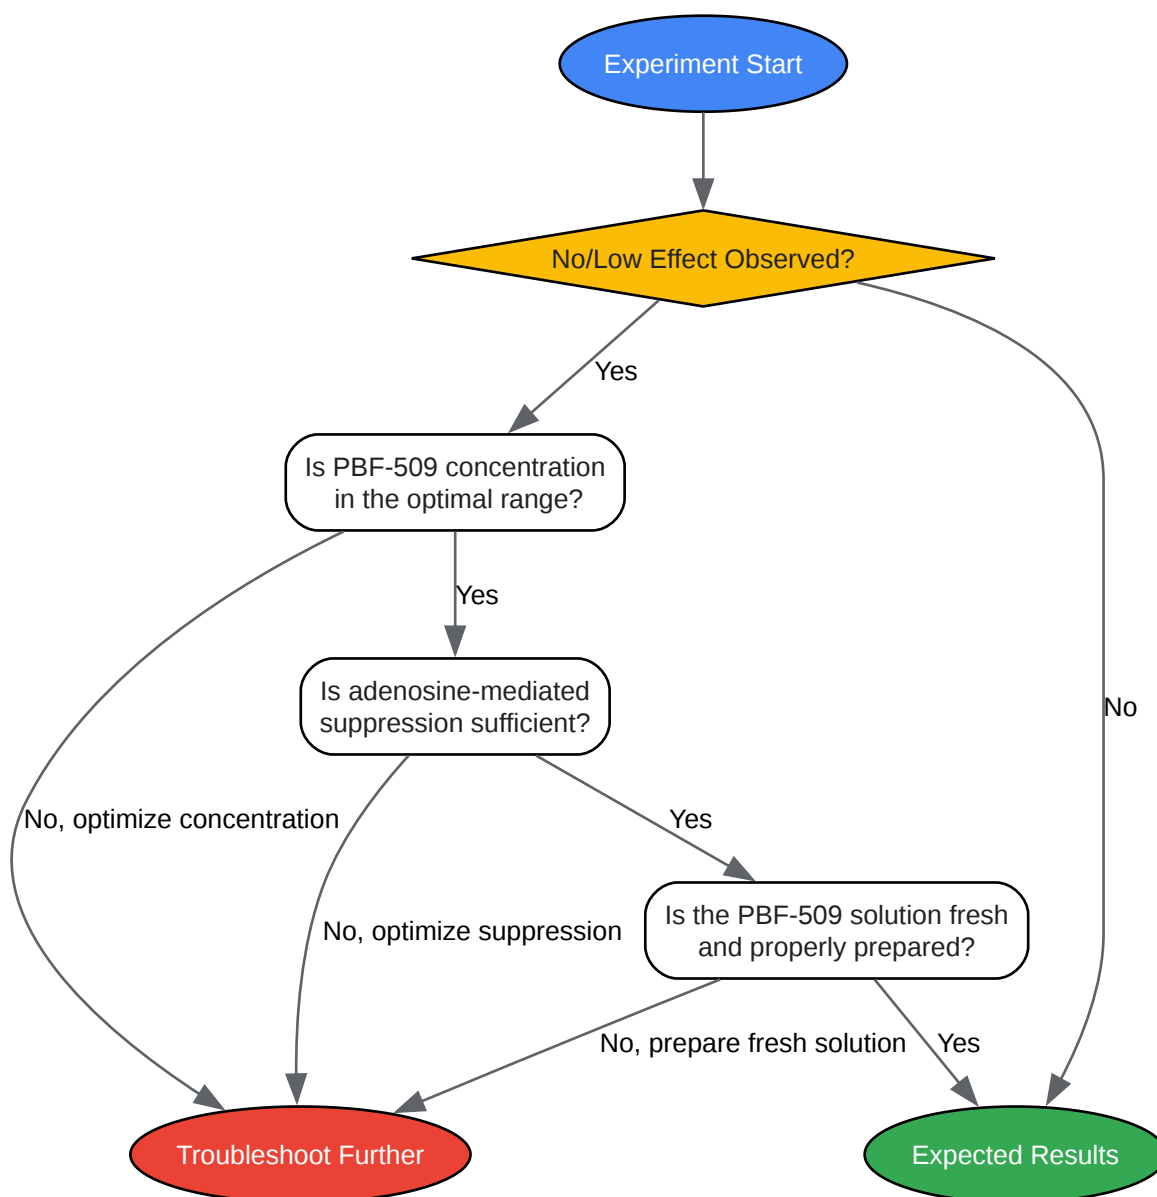 Experiment Start
No/Low Effect Observed?
Yes
Is PBF-509 concentration
in the optimal range?
Yes
Is adenosine-mediated
suppression sufficient?
No
No, optimize concentration
Yes
Is the PBF-509 solution fresh
and properly prepared?
No, optimize suppression
No, prepare fresh solution
Yes
Troubleshoot Further
Expected Results